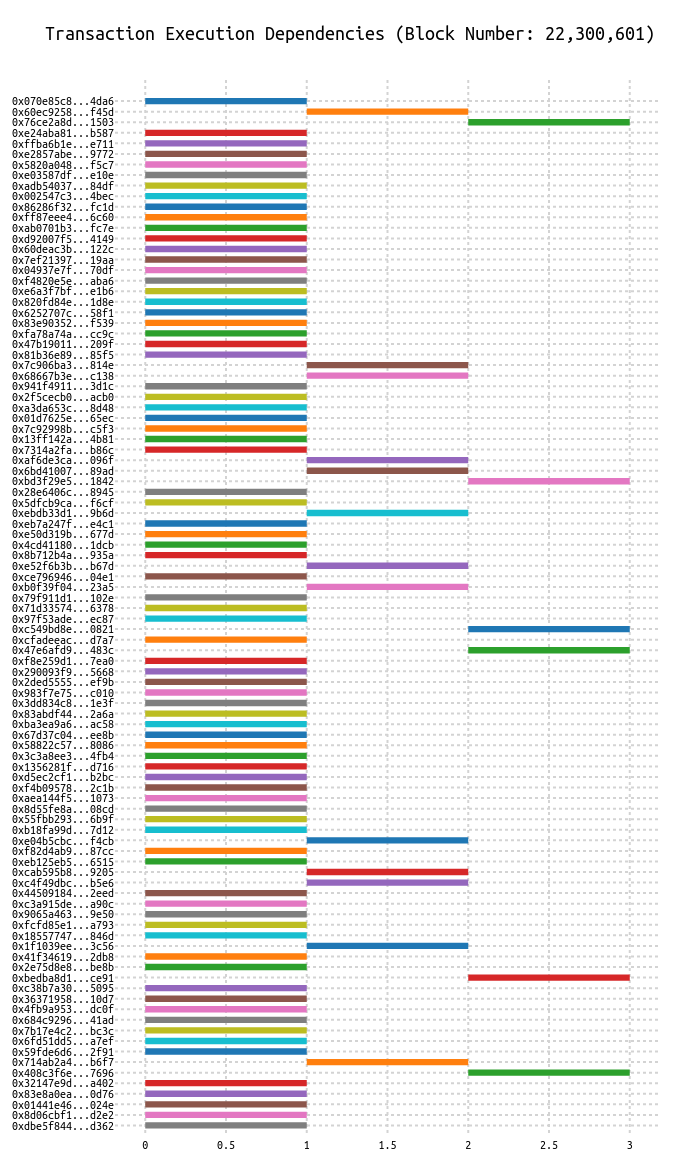 Transaction Execution Dependencies (Block Number: 22,300,601)
0x070e85c8...4da6
0x60ec9258...f45d
0x76ce2a8d...1503
0xe24aba81...b587
0xffba6b1e...e711
0xe2857abe...9772
0x5820a048...f5c7
0xe03587df...e10e
0xadb54037...84df
0x002547c3...4bec
0x86286f32...fc1d
0xff87eee4...6c60
0xab0701b3...fc7e
0xd92007f5...4149
0x60deac3b...122c
0x7ef21397...19aa
0x04937e7f...70df
0xf4820e5e...aba6
0xe6a3f7bf...e1b6
0x820fd84e...1d8e
0x6252707c...58f1
0x83e90352...f539
0xfa78a74a...cc9c
0x47b19011...209f
0x81b36e89...85f5
0x7c906ba3...814e
0x68667b3e...c138
0x941f4911...3d1c
0x2f5cecb0...acb0
0xa3da653c...8d48
0x01d7625e...65ec
0x7c92998b...c5f3
0x13ff142a...4b81
0x7314a2fa...b86c
0xaf6de3ca...096f
0x6bd41007...89ad
0xbd3f29e5...1842
0x28e6406c...8945
0x5dfcb9ca...f6cf
0xebdb33d1...9b6d
0xeb7a247f...e4c1
0xe50d319b...677d
0x4cd41180...1dcb
0x8b712b4a...935a
0xe52f6b3b...b67d
0xce796946...04e1
0xb0f39f04...23a5
0x79f911d1...102e
0x71d33574...6378
0x97f53ade...ec87
0xc549bd8e...0821
0xcfadeeac...d7a7
0x47e6afd9...483c
0xf8e259d1...7ea0
0x290093f9...5668
0x2ded5555...ef9b
0x983f7e75...c010
0x3dd834c8...1e3f
0x83abdf44...2a6a
0xba3ea9a6...ac58
0x67d37c04...ee8b
0x58822c57...8086
0x3c3a8ee3...4fb4
0x1356281f...d716
0xd5ec2cf1...b2bc
0xf4b09578...2c1b
0xaea144f5...1073
0x8d55fe8a...08cd
0x55fbb293...6b9f
0xb18fa99d...7d12
0xe04b5cbc...f4cb
0xf82d4ab9...87cc
0xeb125eb5...6515
0xcab595b8...9205
0xc4f49dbc...b5e6
0x44509184...2eed
0xc3a915de...a90c
0x9065a463...9e50
0xfcfd85e1...a793
0x18557747...846d
0x1f1039ee...3c56
0x41f34619...2db8
0x2e75d8e8...be8b
0xbedba8d1...ce91
0xc38b7a30...5095
0x36371958...10d7
0x4fb9a953...dc0f
0x684c9296...41ad
0x7b17e4c2...bc3c
0x6fd51dd5...a7ef
0x59fde6d6...2f91
0x714ab2a4...b6f7
0x408c3f6e...7696
0x32147e9d...a402
0x83e8a0ea...0d76
0x01441e46...024e
0x8d06cbf1...d2e2
0xdbe5f844...d362
0 0.5 1 1.5 2 2.5 3